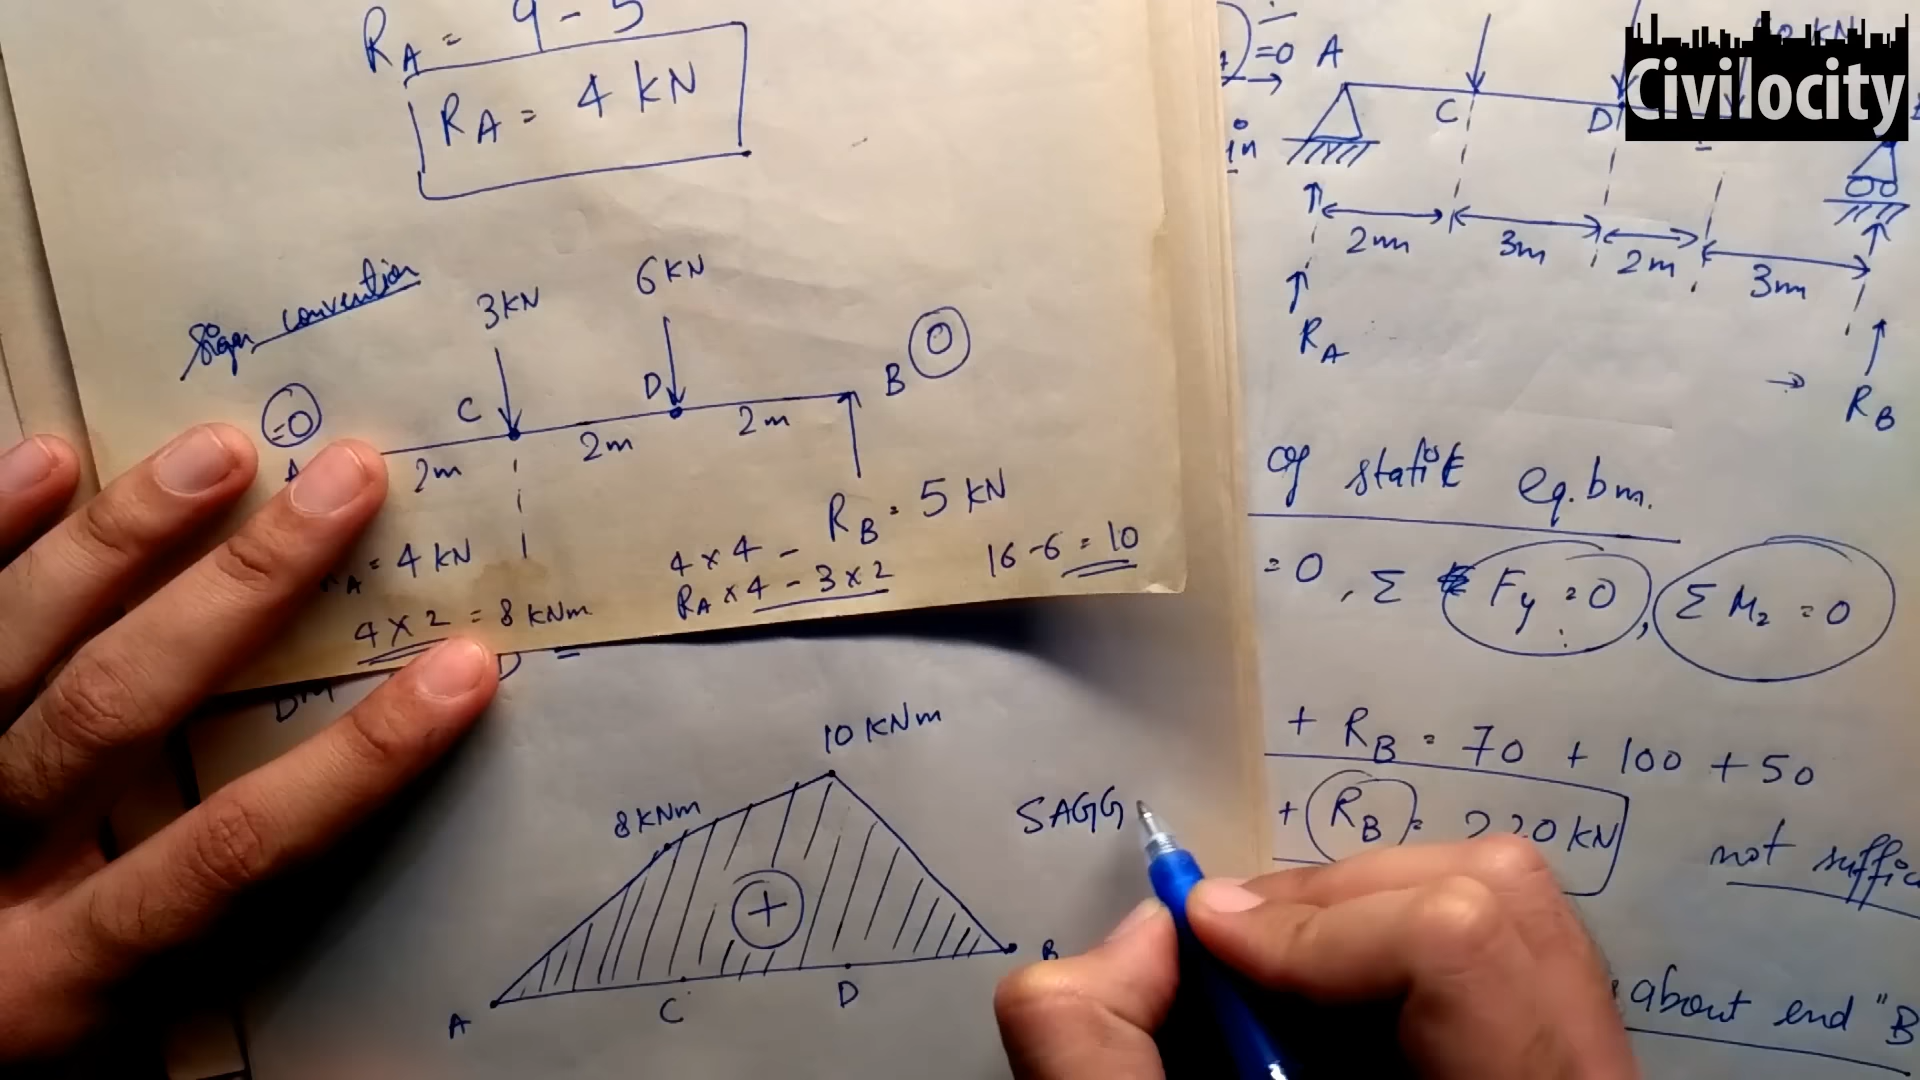 RA = 9 - 5
RA = 4 KN
Sign convention
3KN
6KN
=0
A
C
D
B
0
2m
2m
2m
RA = 4 KN
RB = 5 KN
4 × 2 = 8 KNm
4 × 4 -
RA × 4 - 3 × 2
16 - 6 = 10
10 KNm
8 KNm
+
A
C
D
B
SAGG
=0
A
C
D
2m
3m
2m
3m
RA
RB
of static eq.bm.
=0, Σ Fy = 0, Σ Mz = 0
+ RB = 70 + 100 + 50
+ RB = 220 KN
not suffic
about end "B
Civilocity